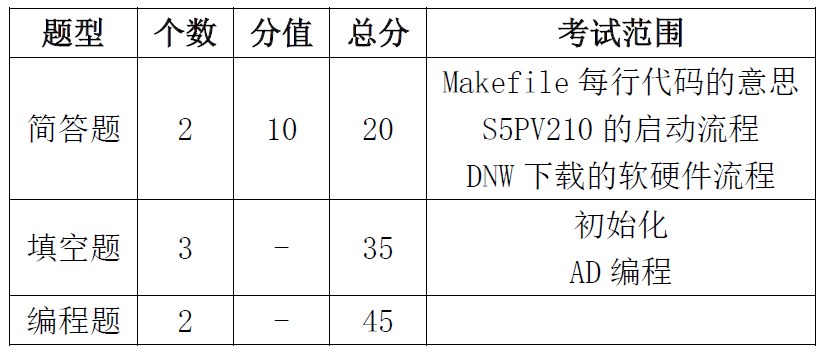 题型 个数 分值 总分 考试范围
Makefile 每行代码的意思
简答题 2 10 20 S5PV210 的启动流程
DNW 下载的软硬件流程
填空题 3 - 35 初始化
AD 编程
编程题 2 - 45